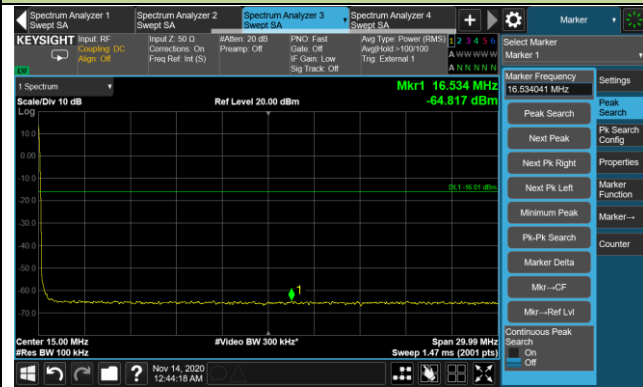 Spectrum Analyzer 1
Swept SA
Spectrum Analyzer 2
Swept SA
Spectrum Analyzer 3
Swept SA
Spectrum Analyzer 4
Swept SA
+
Marker
KEYSIGHT
Input: RF
Coupling: DC
Align: Off
Input Z: 50 Ω
Corrections: On
Freq Ref: Int (S)
#Atten: 20 dB
Preamp: Off
PNO: Fast
Gate: Off
IF Gain: Low
Sig Track: Off
Avg Type: Power (RMS)
Avg|Hold:>100/100
Trig: External 1
1 2 3 4 5 6
A W W W W W
A N N N N N
LW
Select Marker
Marker 1
1 Spectrum
Scale/Div 10 dB
Log
Ref Level 20.00 dBm
Mkr1 16.534 MHz
-64.817 dBm
10.0
0.00
-10.0
-20.0
-30.0
-40.0
-50.0
-60.0
-70.0
DL1 -16.01 dBm
1
Center 15.00 MHz
#Res BW 100 kHz
#Video BW 300 kHz*
Span 29.99 MHz
Sweep 1.47 ms (2001 pts)
Marker Frequency
16.534041 MHz
Peak Search
Next Peak
Next Pk Right
Next Pk Left
Minimum Peak
Pk-Pk Search
Marker Delta
Mkr→CF
Mkr→Ref Lvl
Continuous Peak
Search
On
Off
Settings
Peak
Search
Pk Search
Config
Properties
Marker
Function
Marker→
Counter
?
Nov 14, 2020
12:44:18 AM